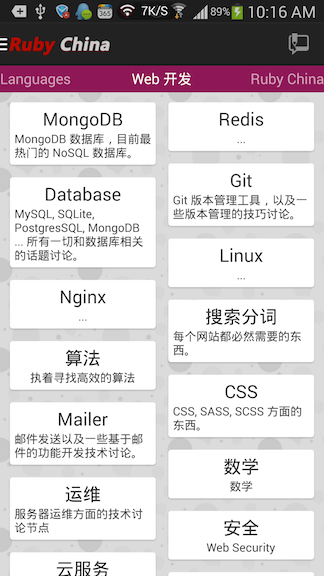 7K/S 89% 10:16 AM
365
Ruby China
Languages
Web 开发
Ruby China
MongoDB
MongoDB 数据库，目前最
热门的 NoSQL 数据库。
Database
MySQL, SQLite,
PostgresSQL, MongoDB
... 所有一切和数据库相关
的话题讨论。
Nginx
...
算法
执着寻找高效的算法
Mailer
邮件发送以及一些基于邮
件的功能开发技术讨论。
运维
服务器运维方面的技术讨
论节点
云服务
Redis
...
Git
Git 版本管理工具，以及一
些版本管理的技巧讨论。
Linux
...
搜索分词
每个网站都必然需要的东
西。
CSS
CSS, SASS, SCSS 方面的
东西。
数学
数学
安全
Web Security